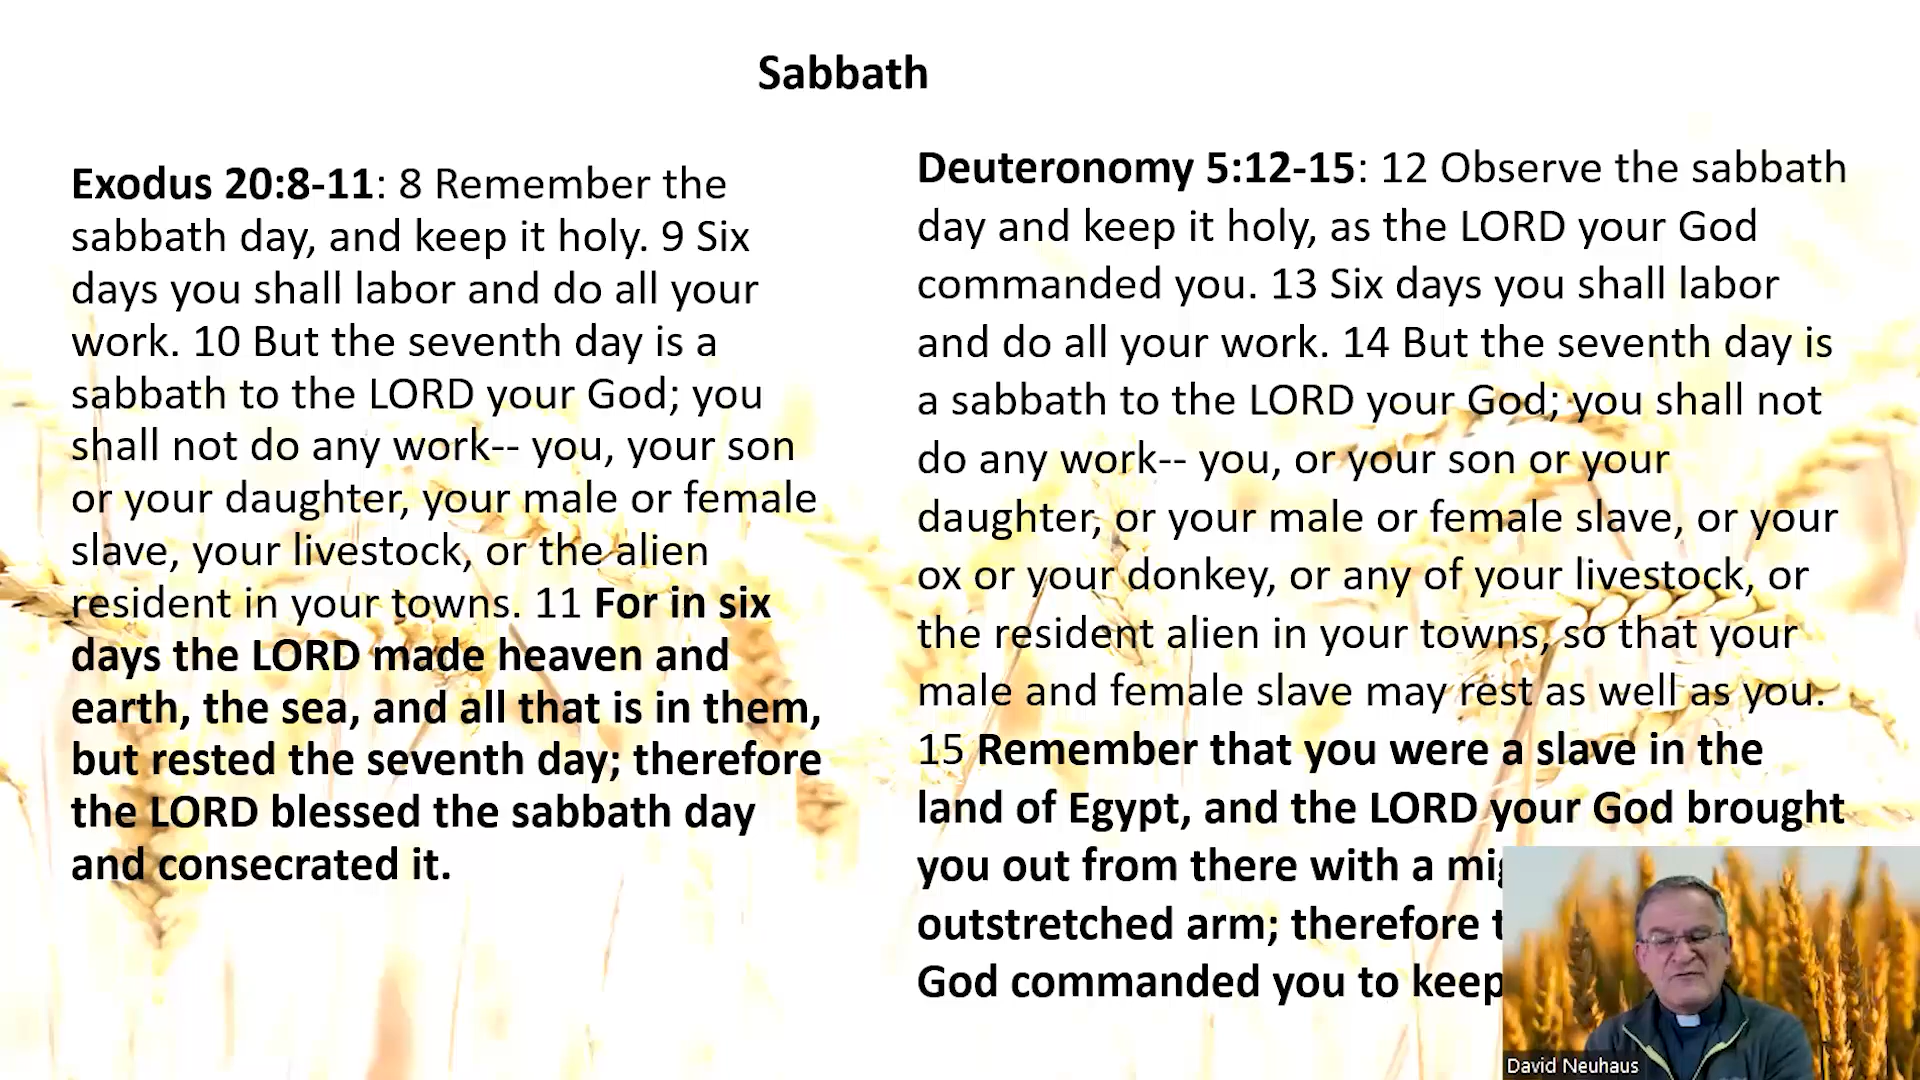 Sabbath
Exodus 20:8-11: 8 Remember the
sabbath day, and keep it holy. 9 Six
days you shall labor and do all your
work. 10 But the seventh day is a
sabbath to the LORD your God; you
shall not do any work-- you, your son
or your daughter, your male or female
slave, your livestock, or the alien
resident in your towns. 11 For in six
days the LORD made heaven and
earth, the sea, and all that is in them,
but rested the seventh day; therefore
the LORD blessed the sabbath day
and consecrated it.
Deuteronomy 5:12-15: 12 Observe the sabbath
day and keep it holy, as the LORD your God
commanded you. 13 Six days you shall labor
and do all your work. 14 But the seventh day is
a sabbath to the LORD your God; you shall not
do any work-- you, or your son or your
daughter, or your male or female slave, or your
ox or your donkey, or any of your livestock, or
the resident alien in your towns, so that your
male and female slave may rest as well as you.
15 Remember that you were a slave in the
land of Egypt, and the LORD your God brought
you out from there with a
outstretched arm; therefore
God commanded you to keep
David Neuhaus